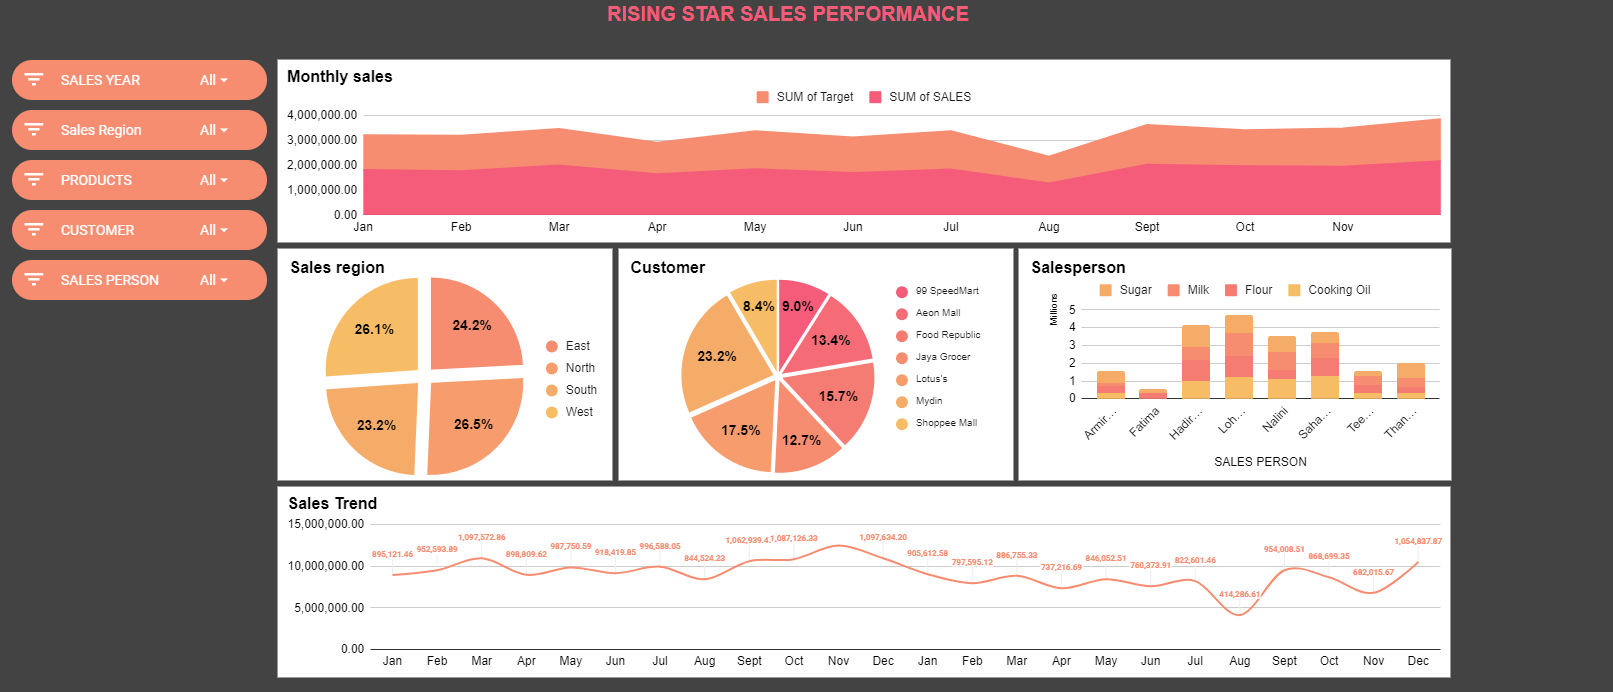 RISING STAR SALES PERFORMANCE
SALES YEAR All
Sales Region All
PRODUCTS All
CUSTOMER All
SALES PERSON All
Monthly sales
SUM of Target SUM of SALES
4,000,000.00
3,000,000.00
2,000,000.00
1,000,000.00
0.00
Jan Feb Mar Apr May Jun Jul Aug Sept Oct Nov
Sales region
26.1% 24.2%
23.2% 26.5%
East
North
South
West
Customer
8.4% 9.0%
23.2% 13.4%
15.7%
17.5% 12.7%
99 SpeedMart
Aeon Mall
Food Republic
Jaya Grocer
Lotus's
Mydin
Shoppee Mall
Salesperson
Sugar Milk Flour Cooking Oil
Millions
5
4
3
2
1
0
Armir... Fatima Hadir... Loh... Nalini Saha... Tee... Than...
SALES PERSON
Sales Trend
15,000,000.00
10,000,000.00
5,000,000.00
0.00
895,121.46 952,593.89 1,097,572.86 898,809.62 987,750.59 918,419.85 996,588.05 844,524.23 1,062,939.4 1,087,126.33 1,097,634.20 905,612.58 797,595.12 886,755.33 737,216.69 846,052.51 760,373.91 822,601.46 414,286.61 954,008.51 868,699.35 682,015.67 1,054,837.87
Jan Feb Mar Apr May Jun Jul Aug Sept Oct Nov Dec Jan Feb Mar Apr May Jun Jul Aug Sept Oct Nov Dec